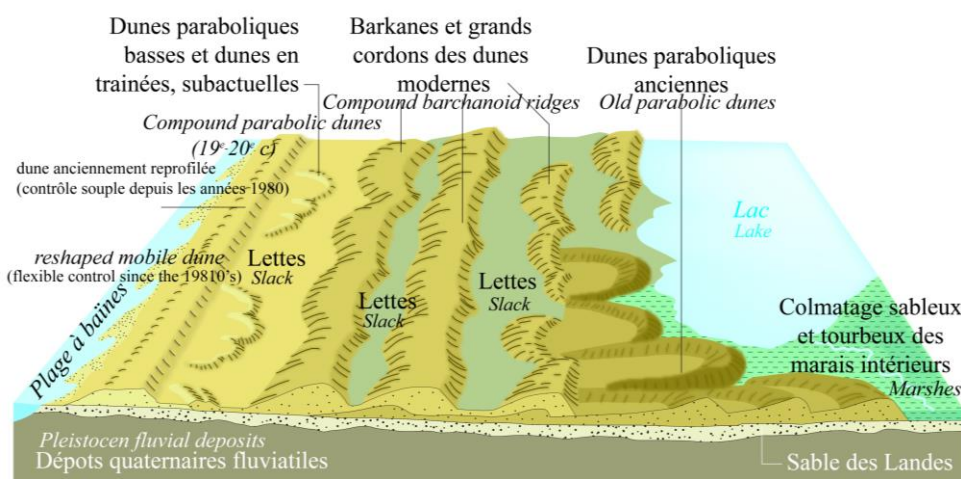 Dunes paraboliques
basses et dunes en
trainées, subactuelles
Compound parabolic dunes
(19e-20e c)
dune anciennement reprofilée
(contrôle souple depuis les années-1980)
reshaped mobile dune
(flexible control since the 19810's)
Plage à baïnes
Barkanes et grands
cordons des dunes
modernes
Compound barchanoid ridges
Dunes paraboliques
anciennes
Old parabolic dunes
Lettes
Slack
Lettes
Slack
Lettes
Slack
Lac
Lake
Colmatage sableux
et tourbeux des
marais intérieurs
Marshes
Pleistocen fluvial deposits
Dépots quaternaires fluviatiles
Sable des Landes